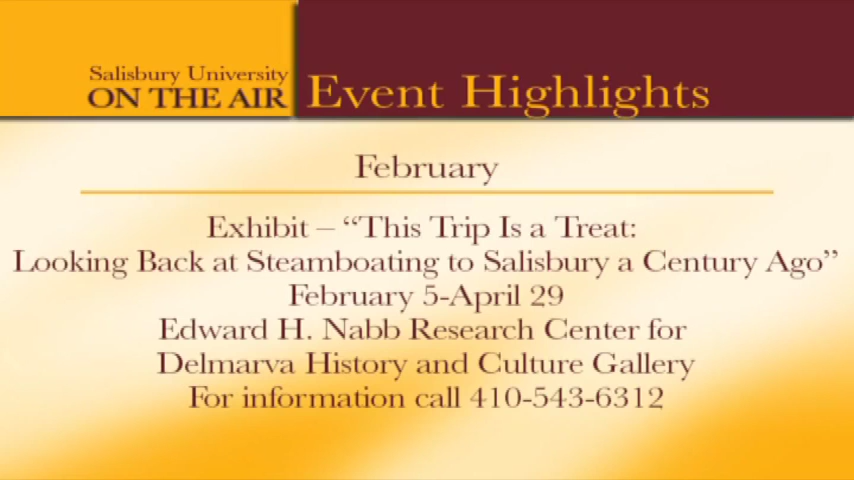 Salisbury University
ON THE AIR
Event Highlights
February
Exhibit – “This Trip Is a Treat:
Looking Back at Steamboating to Salisbury a Century Ago”
February 5-April 29
Edward H. Nabb Research Center for
Delmarva History and Culture Gallery
For information call 410-543-6312